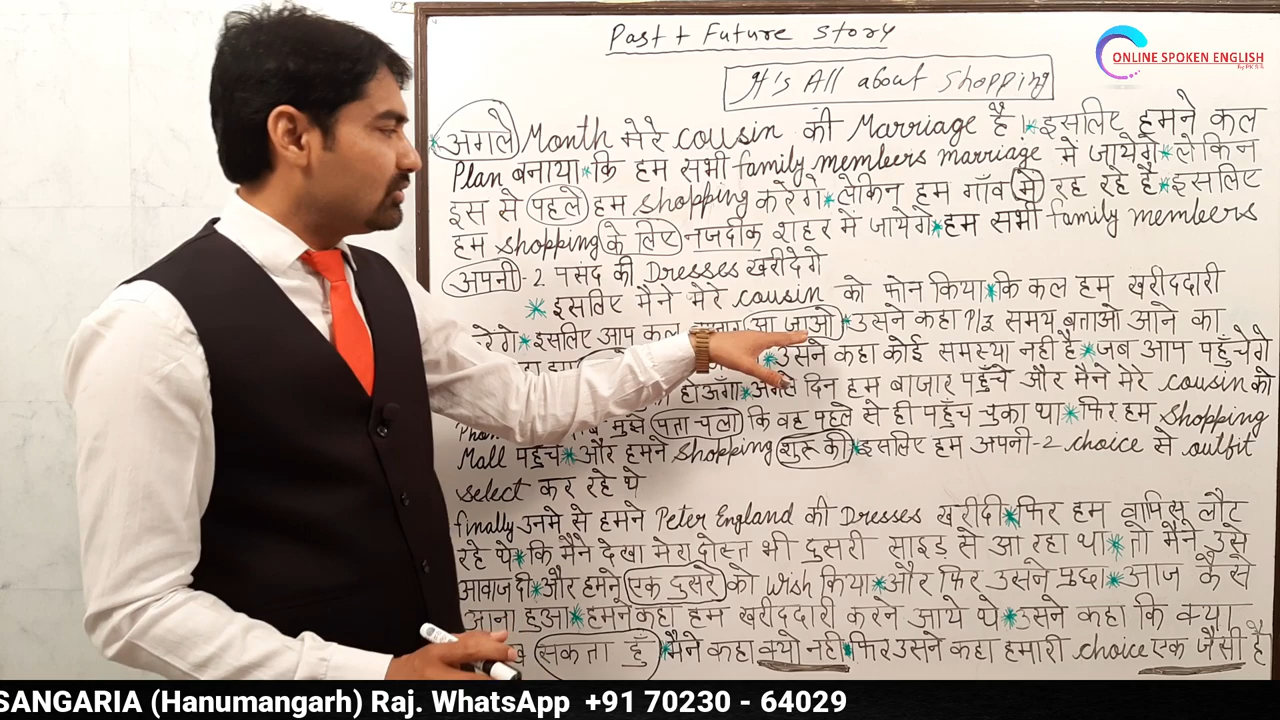 Past + Future Story
ONLINE SPOKEN ENGLISH
It's All about shopping
*अगले Month मेरे cousin की Marriage है।*इसलिए हमने कल
Plan बनाया*कि हम सभी family members marriage में जायेगे*लेकिन
इस से पहले हम shopping करेगे*लेकिन हम गाँव मे रह रहे है*इसलिए
हम shopping के लिए नजदीक शहर में जायेगे*हम सभी family members
अपनी-2 पसंद की Dresses खरीदेगे
*इसलिए मैने मेरे cousin को फोन किया*कि कल हम खरीददारी
करेगे*इसलिए आप कल आ जाओ*उसने कहा Plz समय बताओ आने का
*उसने कहा कोई समस्या नही है*जब आप पहुँचेगे
होऊँगा*अगले दिन हम बाजार पहुँचे और मैने मेरे cousin को
मुझे पता चला कि वह पहले से ही पहुँच चुका था*फिर हम shopping
Mall पहुंचे*और हमने shopping शुरू की*इसलिए हम अपनी-2 choice से outfit
select कर रहे थे
finally उनमे से हमने Peter England की Dresses खरीदी*फिर हम वापिस लौट
रहे थे*कि मैने देखा मेरा दोस्त भी दुसरी साइड से आ रहा था*तो मैने उसे
आवाज दी*और हमने एक दुसरे को wish किया*और फिर उसने पुछा*आज कैसे
आना हुआ*हमने कहा हम खरीददारी करने आये थे*उसने कहा कि क्या
सकता हुँ*मैने कहा क्यो नही*फिर उसने कहा हमारी choice एक जैसी है
SANGARIA (Hanumangarh) Raj. WhatsApp +91 70230 - 64029